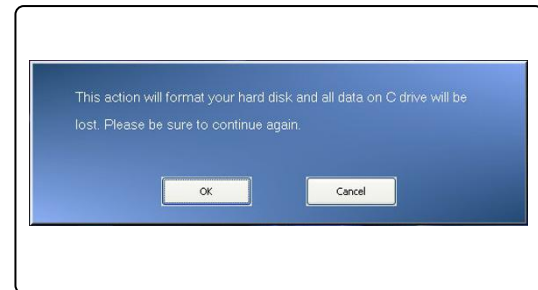 This action will format your hard disk and all data on C drive will be
lost. Please be sure to continue again.
OK
Cancel